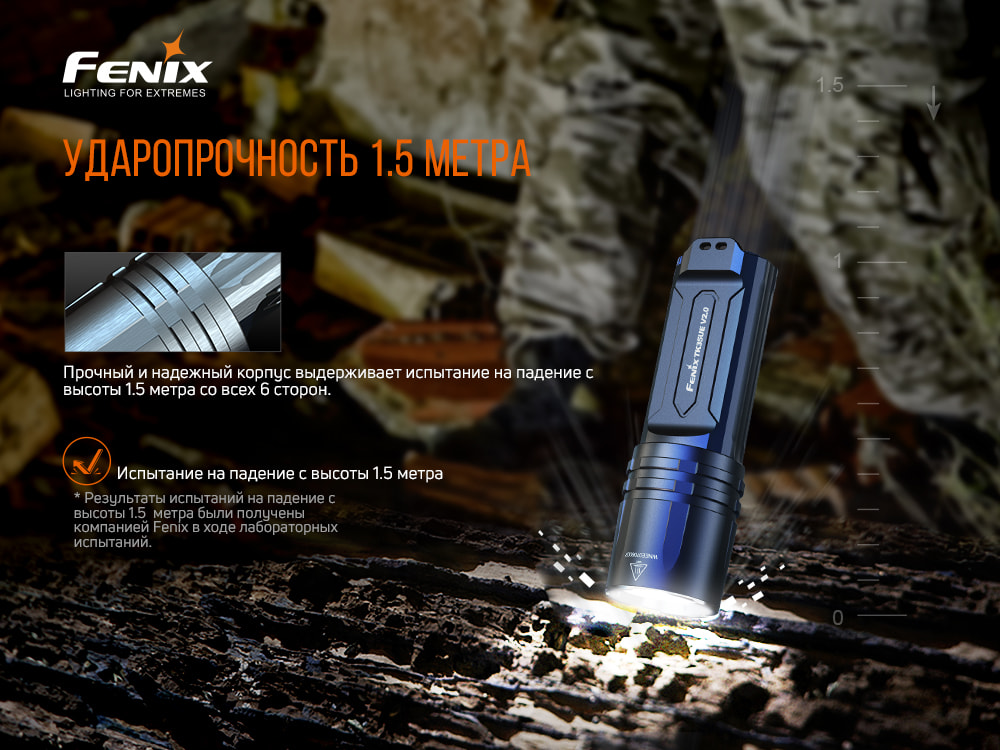 FENIX
LIGHTING FOR EXTREMES
УДАРОПРОЧНОСТЬ 1.5 МЕТРА
Прочный и надежный корпус выдерживает испытание на падение с
высоты 1.5 метра со всех 6 сторон.
Испытание на падение с высоты 1.5 метра
* Результаты испытаний на падение с
высоты 1.5 метра были получены
компанией Fenix в ходе лабораторных
испытаний.
1.5
1
0
FENIX TK35UE V2.0